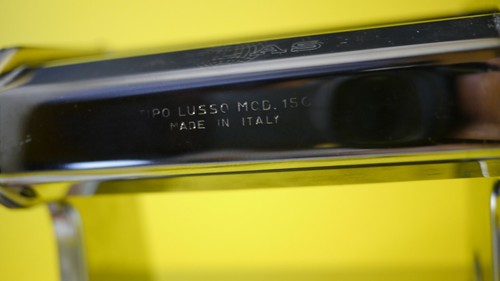 TIPO LUSSO MOD. 150
MADE IN ITALY